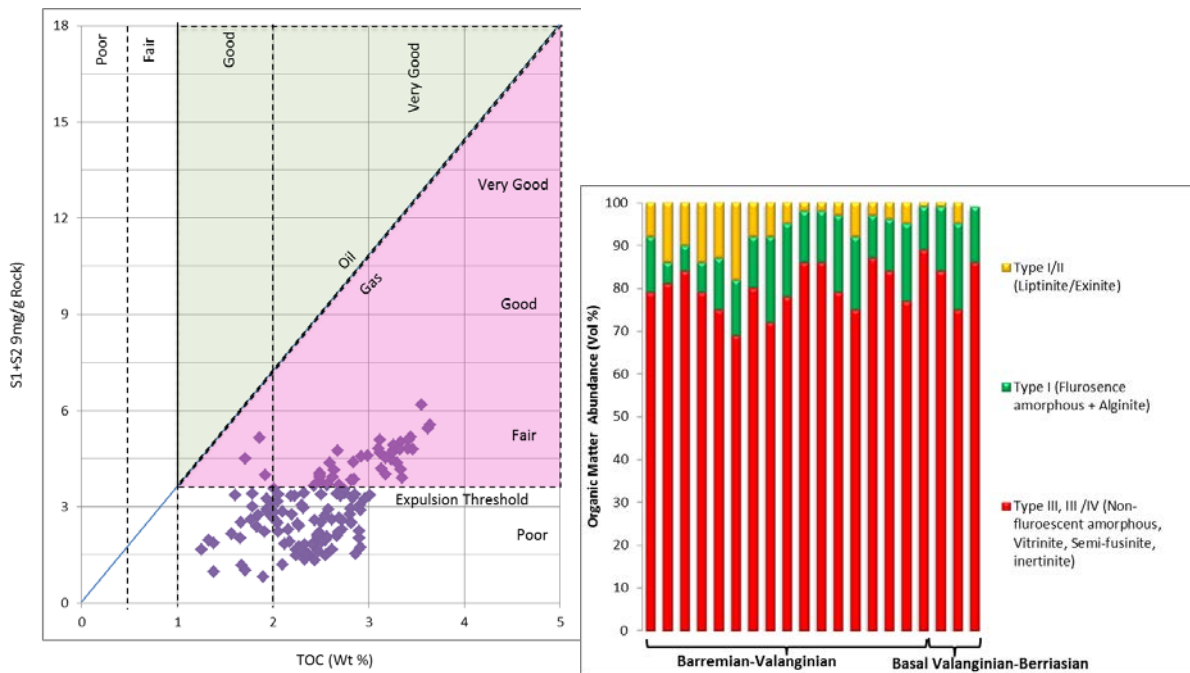 18
15
12
9
6
3
0
S1+S2 9mg/g Rock)
Poor
Fair
Good
Very Good
Oil
Gas
Very Good
Good
Fair
Expulsion Threshold
Poor
0
1
2
3
4
5
TOC (Wt %)
100
90
80
70
60
50
40
30
20
10
0
Organic Matter Abundance (Vol %)
Barremian-Valanginian
Basal Valanginian-Berriasian
Type I/II
(Liptinite/Exinite)
Type I (Flurosence
amorphous + Alginite)
Type III, III /IV (Non-
fluroescent amorphous,
Vitrinite, Semi-fusinite,
inertinite)